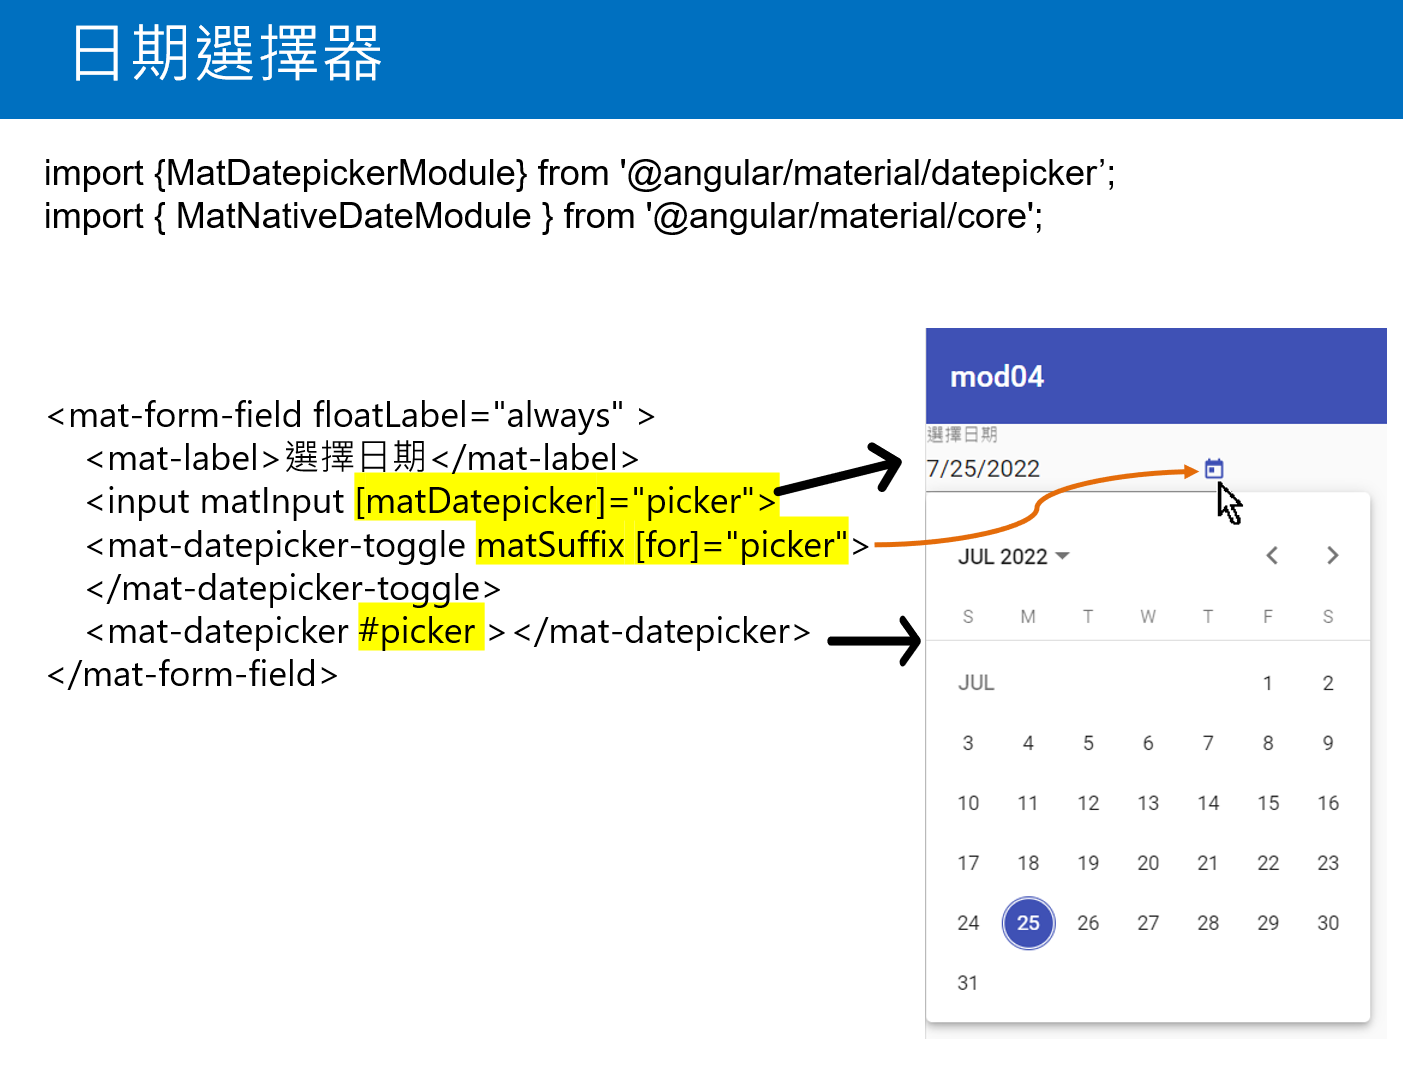 日期選擇器
import {MatDatepickerModule} from '@angular/material/datepicker’;
import { MatNativeDateModule } from '@angular/material/core';
<mat-form-field floatLabel="always" >
<mat-label>選擇日期</mat-label>
<input matInput [matDatepicker]="picker">
<mat-datepicker-toggle matSuffix [for]="picker">
</mat-datepicker-toggle>
<mat-datepicker #picker ></mat-datepicker>
</mat-form-field>
mod04
選擇日期
7/25/2022
JUL 2022
S M T W T F S
JUL 1 2
3 4 5 6 7 8 9
10 11 12 13 14 15 16
17 18 19 20 21 22 23
24 25 26 27 28 29 30
31